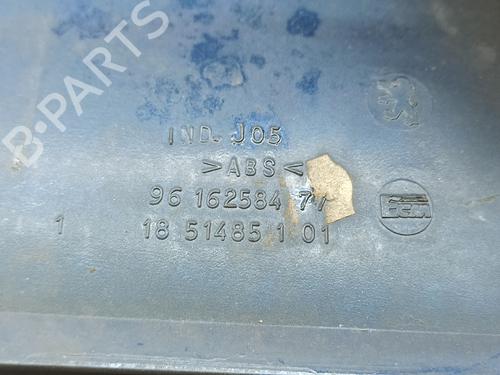 B-PARTS
IND. J05
>ABS<
96 162584 77
1 18 51485 1 01